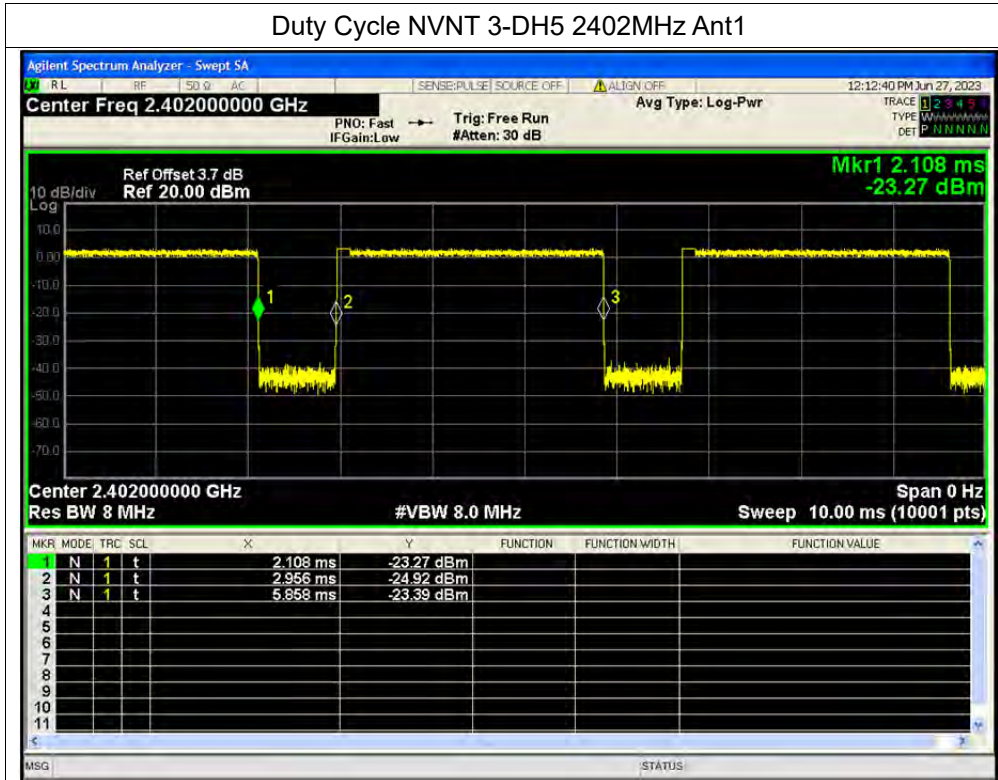 Duty Cycle NVNT 3-DH5 2402MHz Ant1
Agilent Spectrum Analyzer - Swept SA
RL RF 50 Ω AC SENSE:PULSE SOURCE OFF ALIGN OFF 12:12:40 PM Jun 27, 2023
Center Freq 2.402000000 GHz Avg Type: Log-Pwr TRACE 1 2 3 4 5 6
PNO: Fast Trig: Free Run TYPE W
IFGain:Low #Atten: 30 dB DET P N N N N N
Mkr1 2.108 ms
Ref Offset 3.7 dB
10 dB/div Ref 20.00 dBm -23.27 dBm
Log
10.0
0.00
-10.0
1
2
3
-20.0
-30.0
-40.0
-50.0
-60.0
-70.0
Center 2.402000000 GHz Span 0 Hz
Res BW 8 MHz #VBW 8.0 MHz Sweep 10.00 ms (10001 pts)
MKR MODE TRC SCL X Y FUNCTION FUNCTION WIDTH FUNCTION VALUE
1 N 1 t 2.108 ms -23.27 dBm
2 N 1 t 2.956 ms -24.92 dBm
3 N 1 t 5.858 ms -23.39 dBm
4
5
6
7
8
9
10
11
MSG STATUS